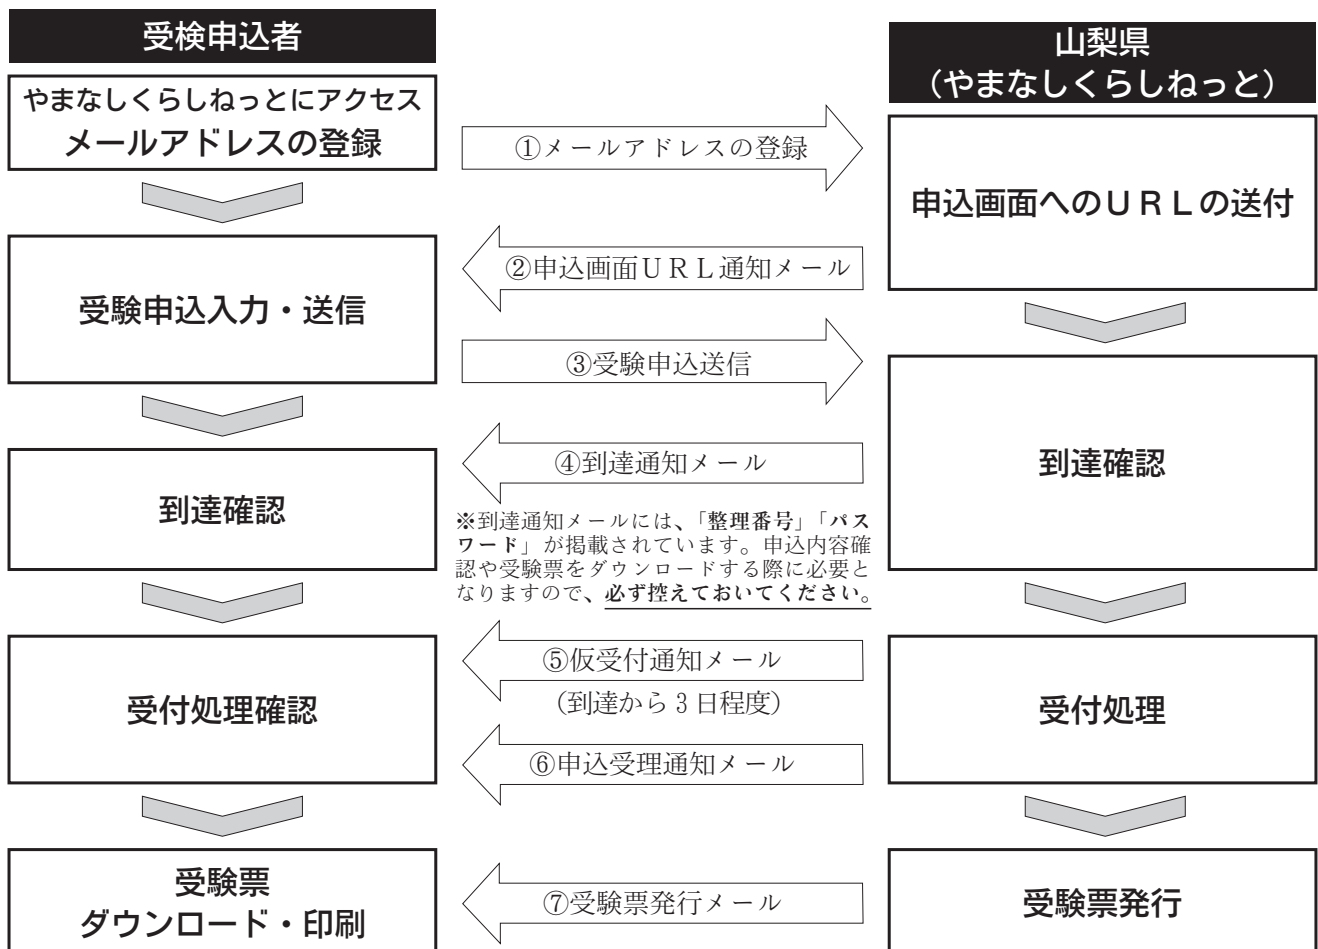 受検申込者
山梨県
（やまなしくらしねっと）
やまなしくらしねっとにアクセス
メールアドレスの登録
①メールアドレスの登録
申込画面へのＵＲＬの送付
②申込画面ＵＲＬ通知メール
受験申込入力・送信
③受験申込送信
④到達通知メール
到達確認
到達確認
※到達通知メールには、「整理番号」「パス
ワード」が掲載されています。申込内容確
認や受験票をダウンロードする際に必要と
なりますので、必ず控えておいてください。
⑤仮受付通知メール
（到達から３日程度）
受付処理確認
受付処理
⑥申込受理通知メール
受験票
ダウンロード・印刷
⑦受験票発行メール
受験票発行